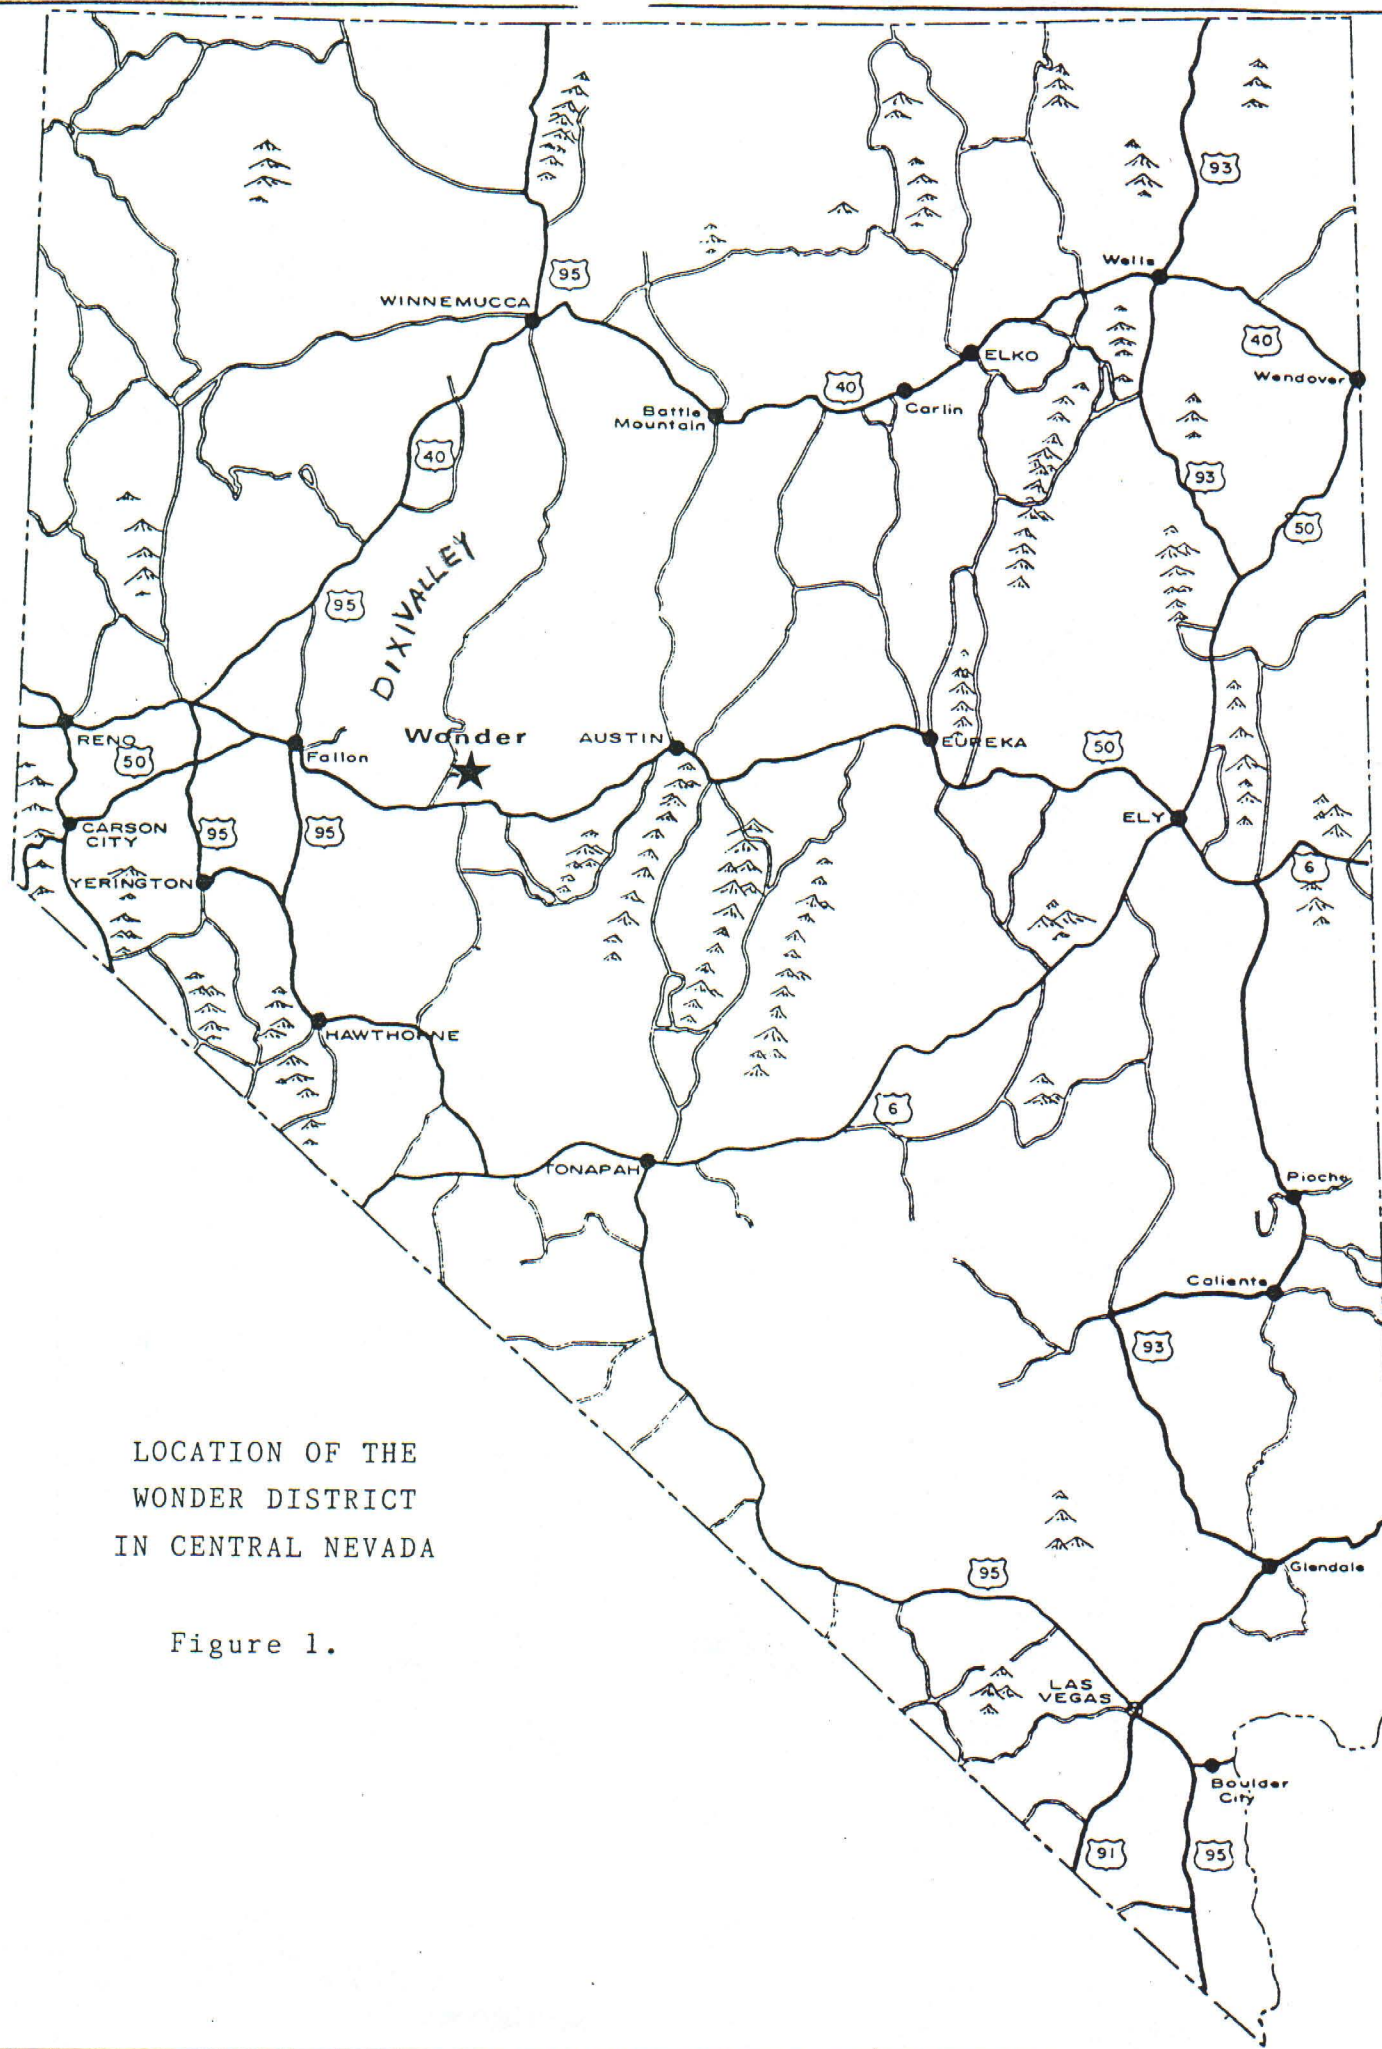 93
95
Wells
WINNEMUCCA
40
ELKO
Wendover
40
Carlin
Battle
Mountain
40
93
50
DIXIVALLEY
95
Wonder
AUSTIN
EUREKA
RENO
50
Fallon
50
ELY
CARSON
CITY
95
95
YERINGTON
6
HAWTHORNE
6
TONAPAH
Pioche
Caliente
93
LOCATION OF THE
WONDER DISTRICT
IN CENTRAL NEVADA
Figure 1.
95
Glendale
LAS
VEGAS
Boulder
City
91
95